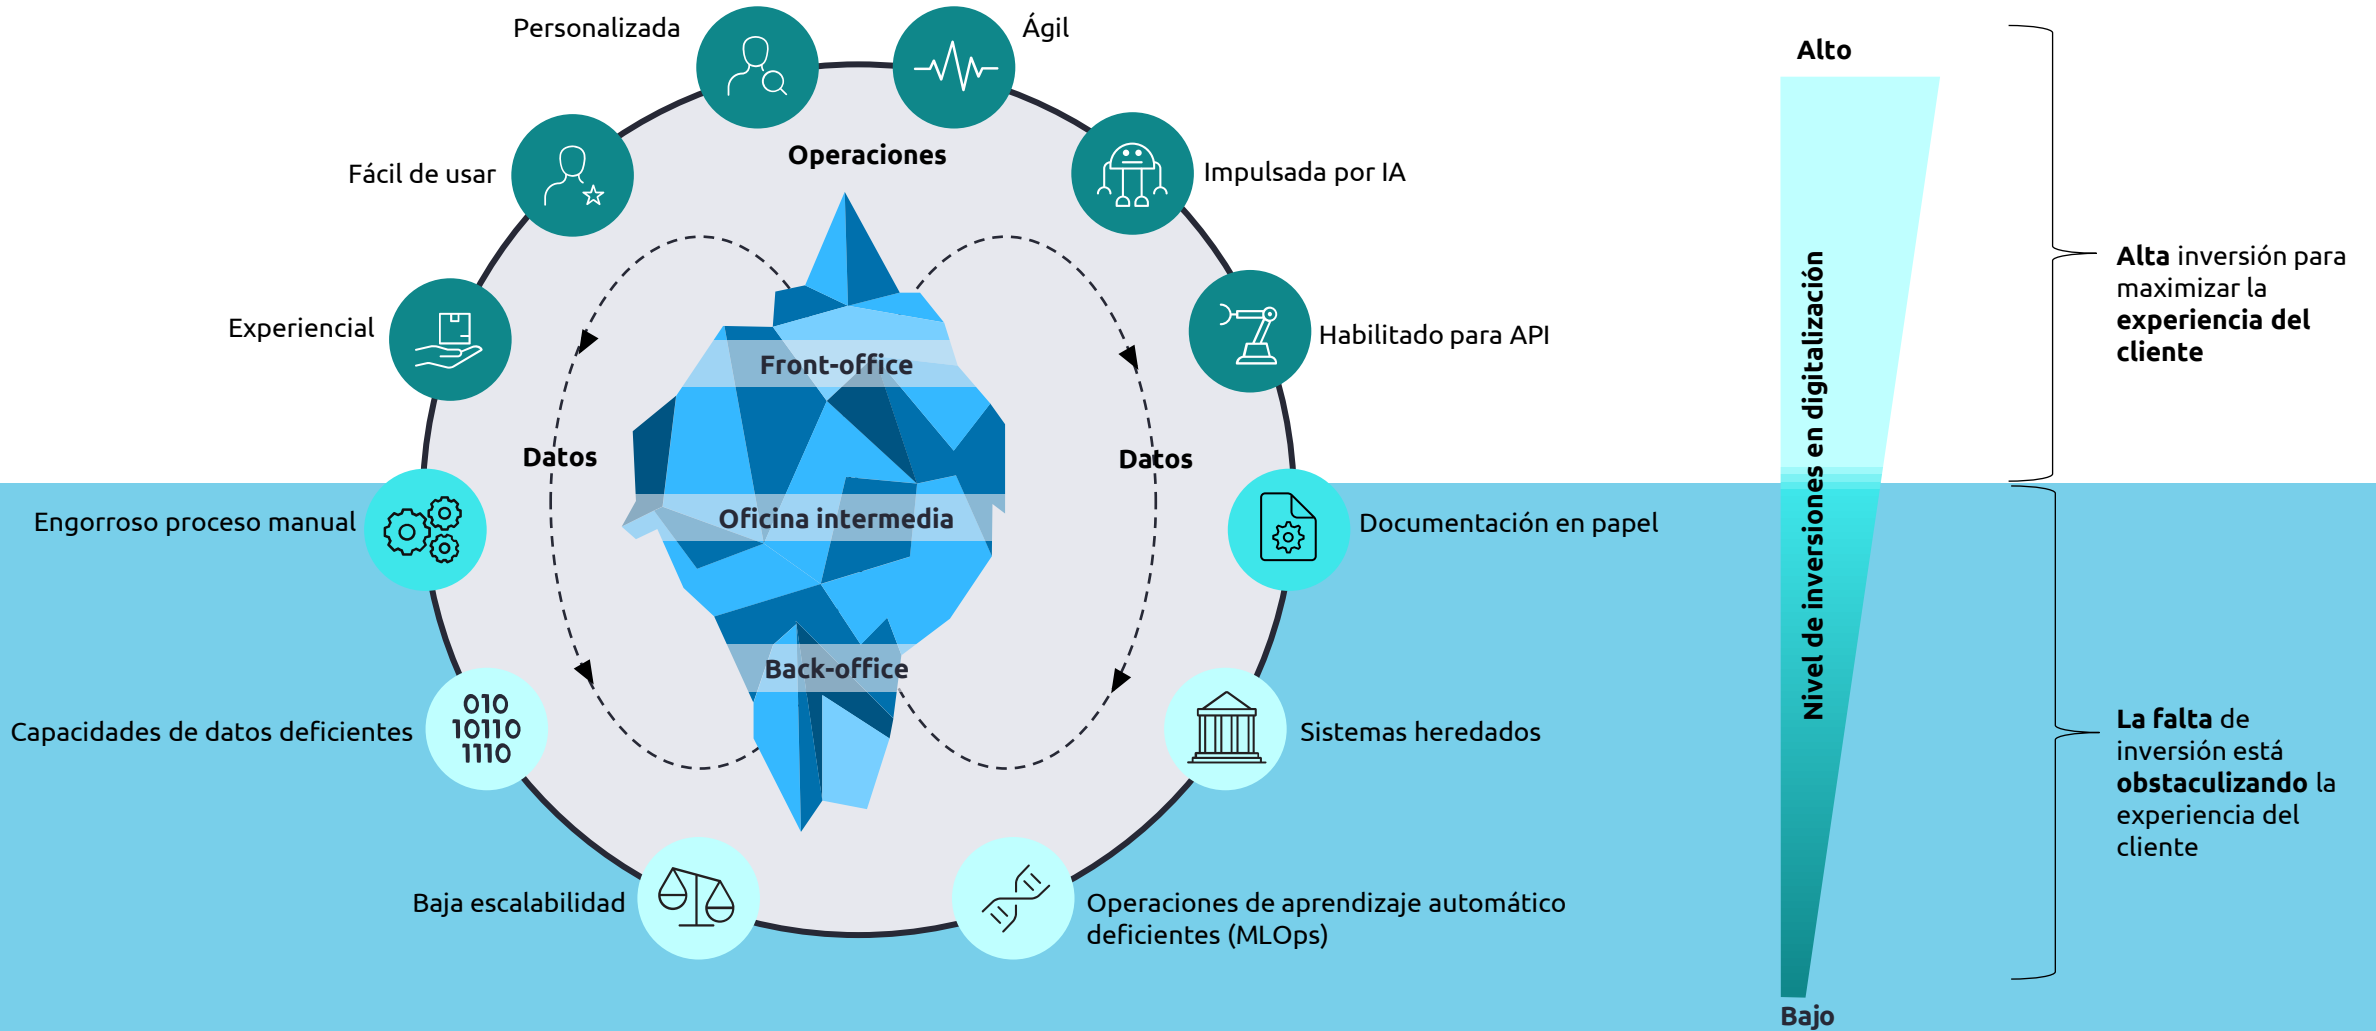 Personalizada
Ágil
Alto
Operaciones
Fácil de usar
Impulsada por IA
Alta inversión para
maximizar la
experiencia del
cliente
Experiencial
Habilitado para API
Front-office
Nivel de inversiones en digitalización
Datos
Datos
Engorroso proceso manual
Oficina intermedia
Documentación en papel
Back-office
Capacidades de datos deficientes
010
10110
1110
Sistemas heredados
La falta de
inversión está
obstaculizando la
experiencia del
cliente
Baja escalabilidad
Operaciones de aprendizaje automático
deficientes (MLOps)
Bajo